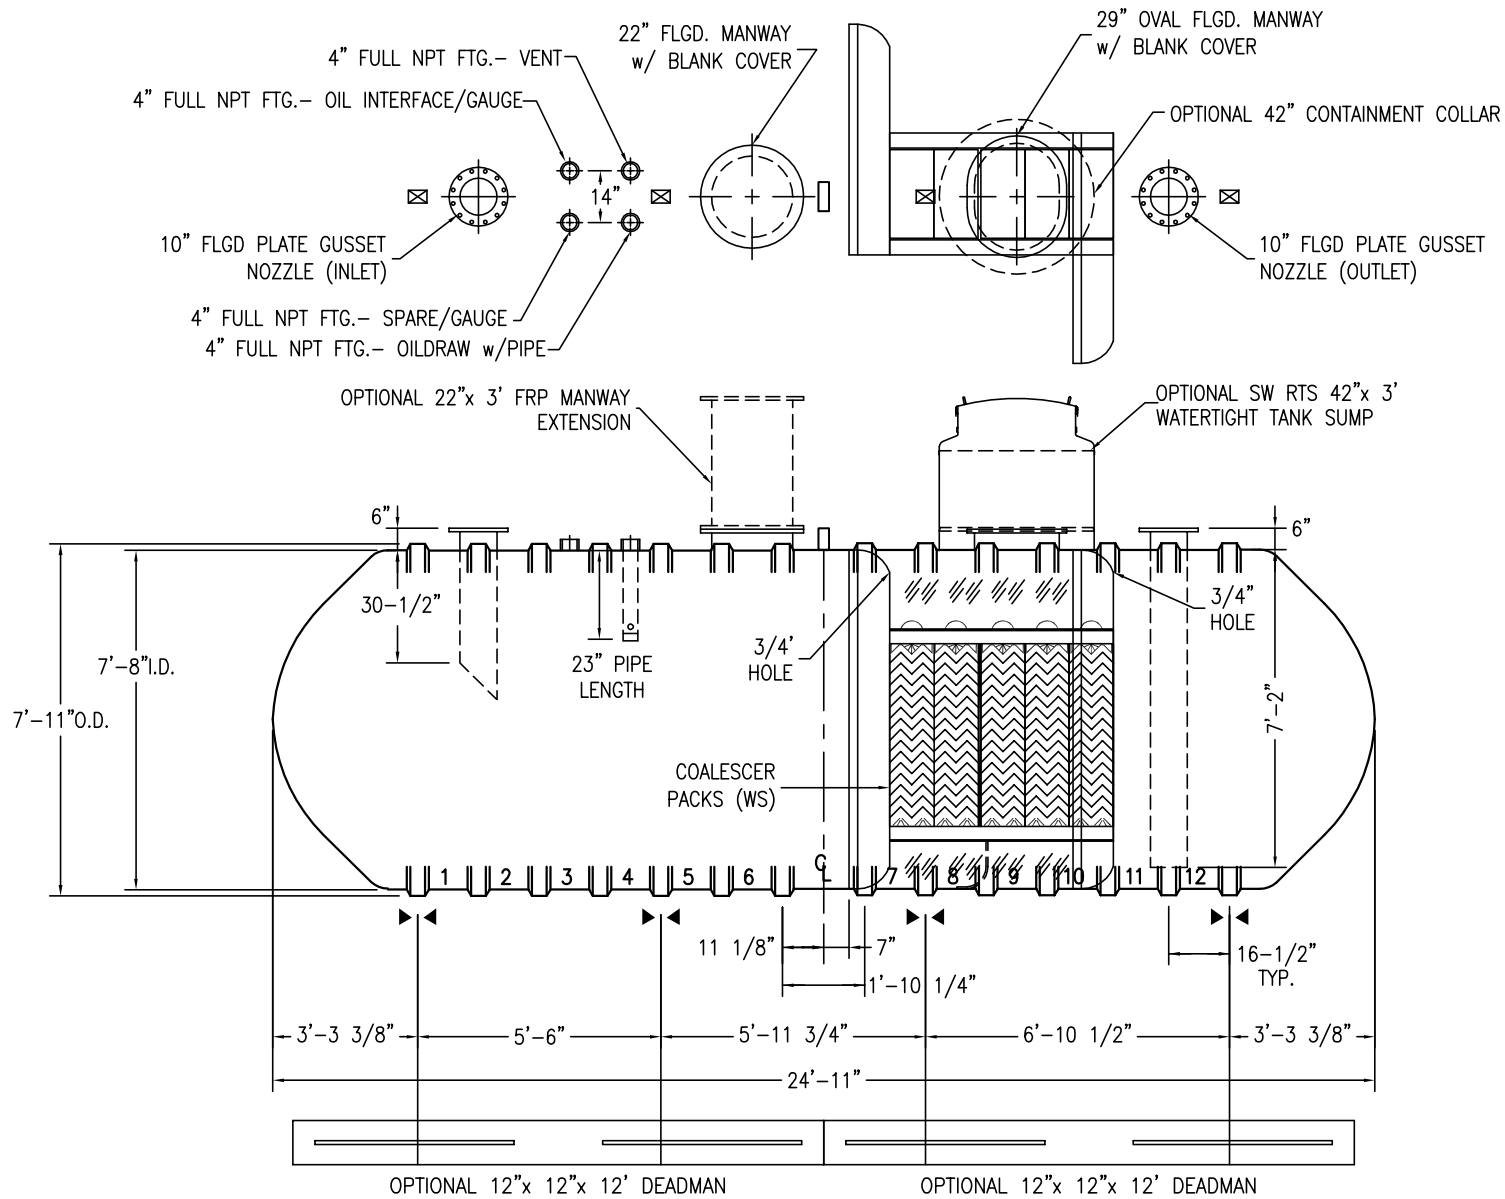 29” OVAL FLGD. MANWAY
w/ BLANK COVER
22” FLGD. MANWAY
w/ BLANK COVER
4” FULL NPT FTG.– VENT
4” FULL NPT FTG.– OIL INTERFACE/GAUGE
OPTIONAL 42” CONTAINMENT COLLAR
14”
10” FLGD PLATE GUSSET
NOZZLE (INLET)
10” FLGD PLATE GUSSET
NOZZLE (OUTLET)
4” FULL NPT FTG.– SPARE/GAUGE
4” FULL NPT FTG.– OILDRAW w/PIPE
OPTIONAL 22”x 3' FRP MANWAY
EXTENSION
OPTIONAL SW RTS 42”x 3'
WATERTIGHT TANK SUMP
6”
6”
30–1/2”
3/4”
HOLE
3/4'
HOLE
7'–8”I.D.
23” PIPE
LENGTH
7'–2”
7'–11”O.D.
COALESCER
PACKS (WS)
CL
1 2 3 4 5 6 7 8 9 10 11 12
11 1/8”
7”
16–1/2”
TYP.
1'–10 1/4”
3'–3 3/8”
5'–6”
5'–11 3/4”
6'–10 1/2”
3'–3 3/8”
24'–11”
OPTIONAL 12”x 12”x 12' DEADMAN
OPTIONAL 12”x 12”x 12' DEADMAN